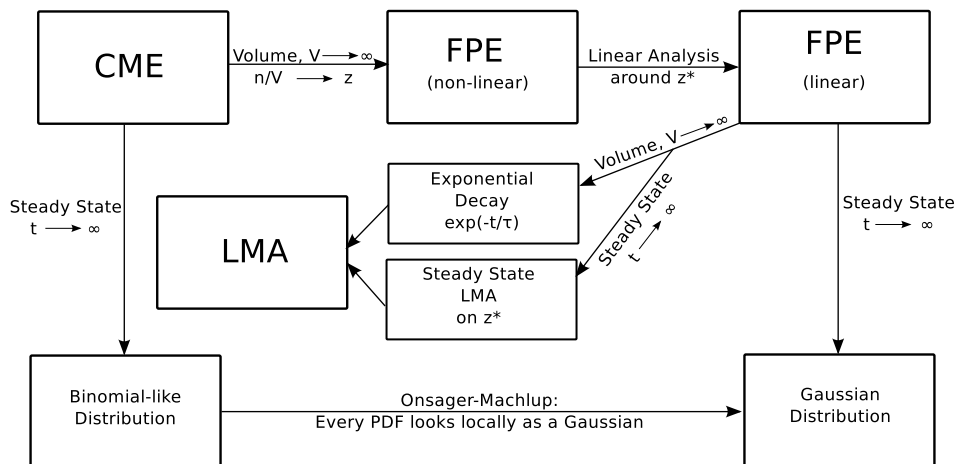 CME
Volume, V → ∞
n/V → z
FPE
(non-linear)
Linear Analysis
around z*
FPE
(linear)
Volume, V → ∞
Steady State
t → ∞
Exponential
Decay
exp(-t/τ)
Steady State
t → ∞
Steady State
t → ∞
LMA
Steady State
LMA
on z*
Binomial-like
Distribution
Onsager-Machlup:
Every PDF looks locally as a Gaussian
Gaussian
Distribution